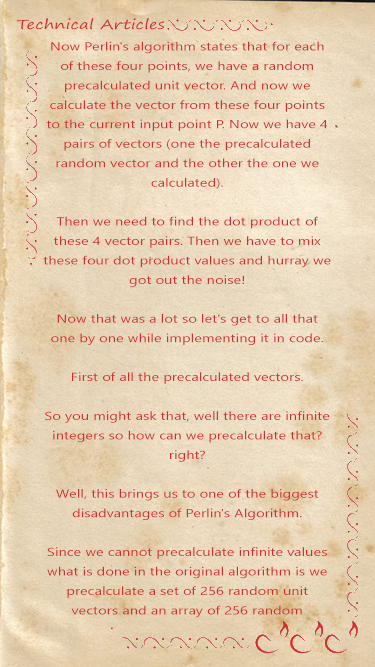 Technical Articles
Now Perlin's algorithm states that for each
of these four points, we have a random
precalculated unit vector. And now we
calculate the vector from these four points
to the current input point P. Now we have 4
pairs of vectors (one the precalculated
random vector and the other the one we
calculated).
Then we need to find the dot product of
these 4 vector pairs. Then we have to mix
these four dot product values and hurray we
got out the noise!
Now that was a lot so let's get to all that
one by one while implementing it in code.
First of all the precalculated vectors.
So you might ask that, well there are infinite
integers so how can we precalculate that?
right?
Well, this brings us to one of the biggest
disadvantages of Perlin's Algorithm.
Since we cannot precalculate infinite values
what is done in the original algorithm is we
precalculate a set of 256 random unit
vectors and an array of 256 random